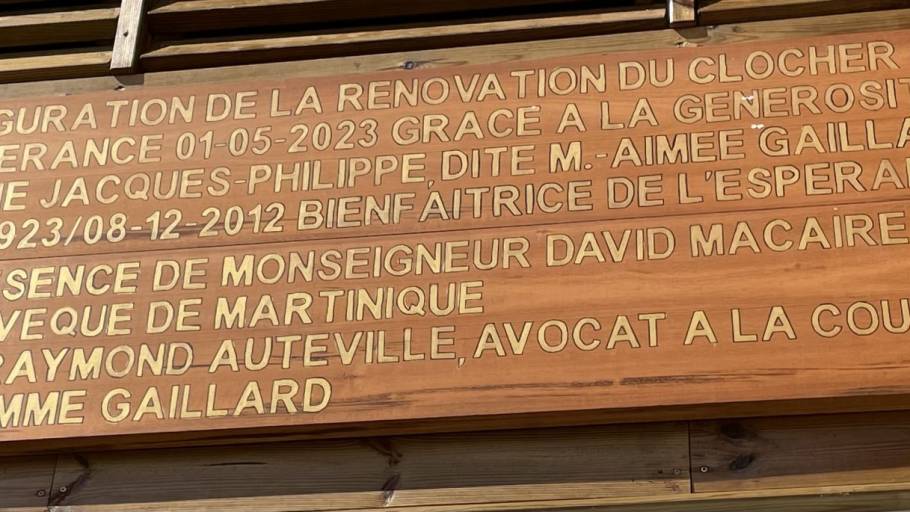 GURATION DE LA RENOVATION DU CLOCHER
ERANCE 01-05-2023 GRACE A LA GENEROSIT
E JACQUES-PHILIPPE, DITE M.-AIMEE GAILLA
923/08-12-2012 BIENFAITRICE DE L'ESPERA
SENCE DE MONSEIGNEUR DAVID MACAIRE
VEQUE DE MARTINIQUE
RAYMOND AUTEVILLE, AVOCAT A LA COU
MME GAILLARD